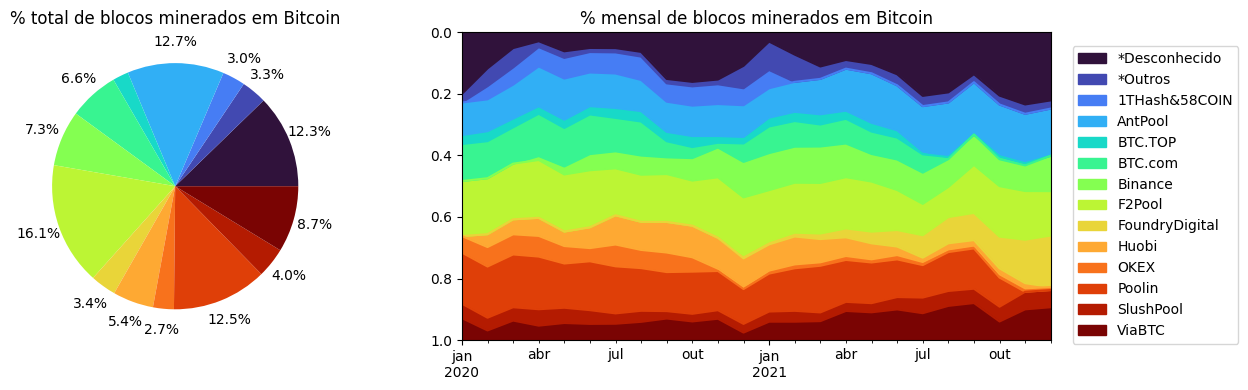 % total de blocos minerados em Bitcoin
12.7%
3.0%
3.3%
6.6%
7.3%
12.3%
16.1%
8.7%
4.0%
3.4%
5.4%
2.7%
12.5%
% mensal de blocos minerados em Bitcoin
0.0
0.2
0.4
0.6
0.8
1.0
jan
2020
abr
jul
out
jan
2021
abr
jul
out
*Desconhecido
*Outros
1THash&58COIN
AntPool
BTC.TOP
BTC.com
Binance
F2Pool
FoundryDigital
Huobi
OKEX
Poolin
SlushPool
ViaBTC